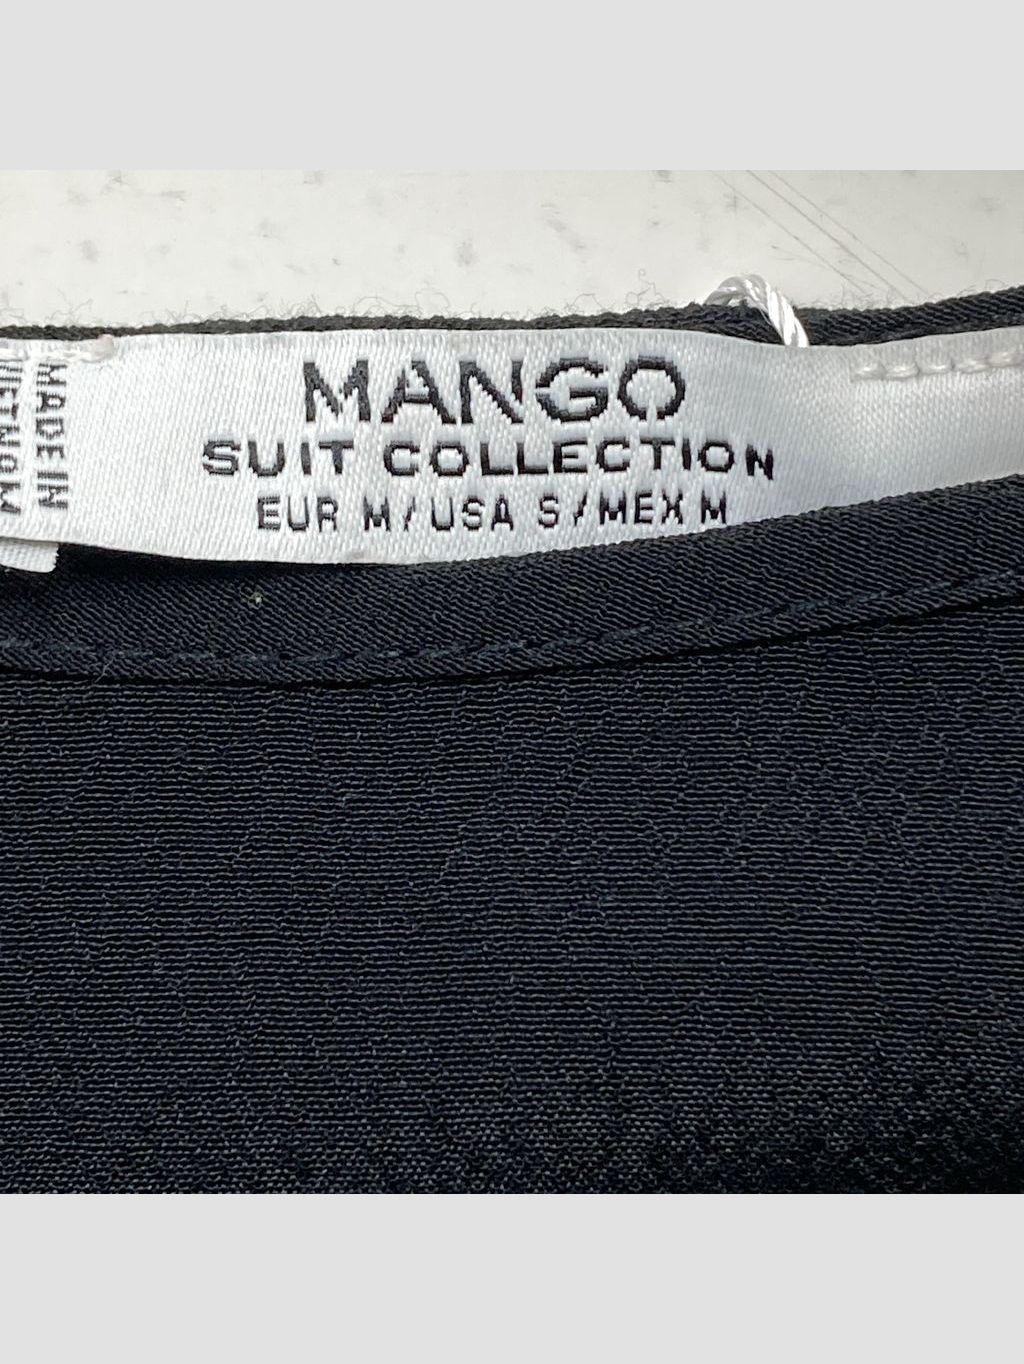 MANGO
SUIT COLLECTION
EUR M/USA S/MEX M
MADE IN
VIETNAM